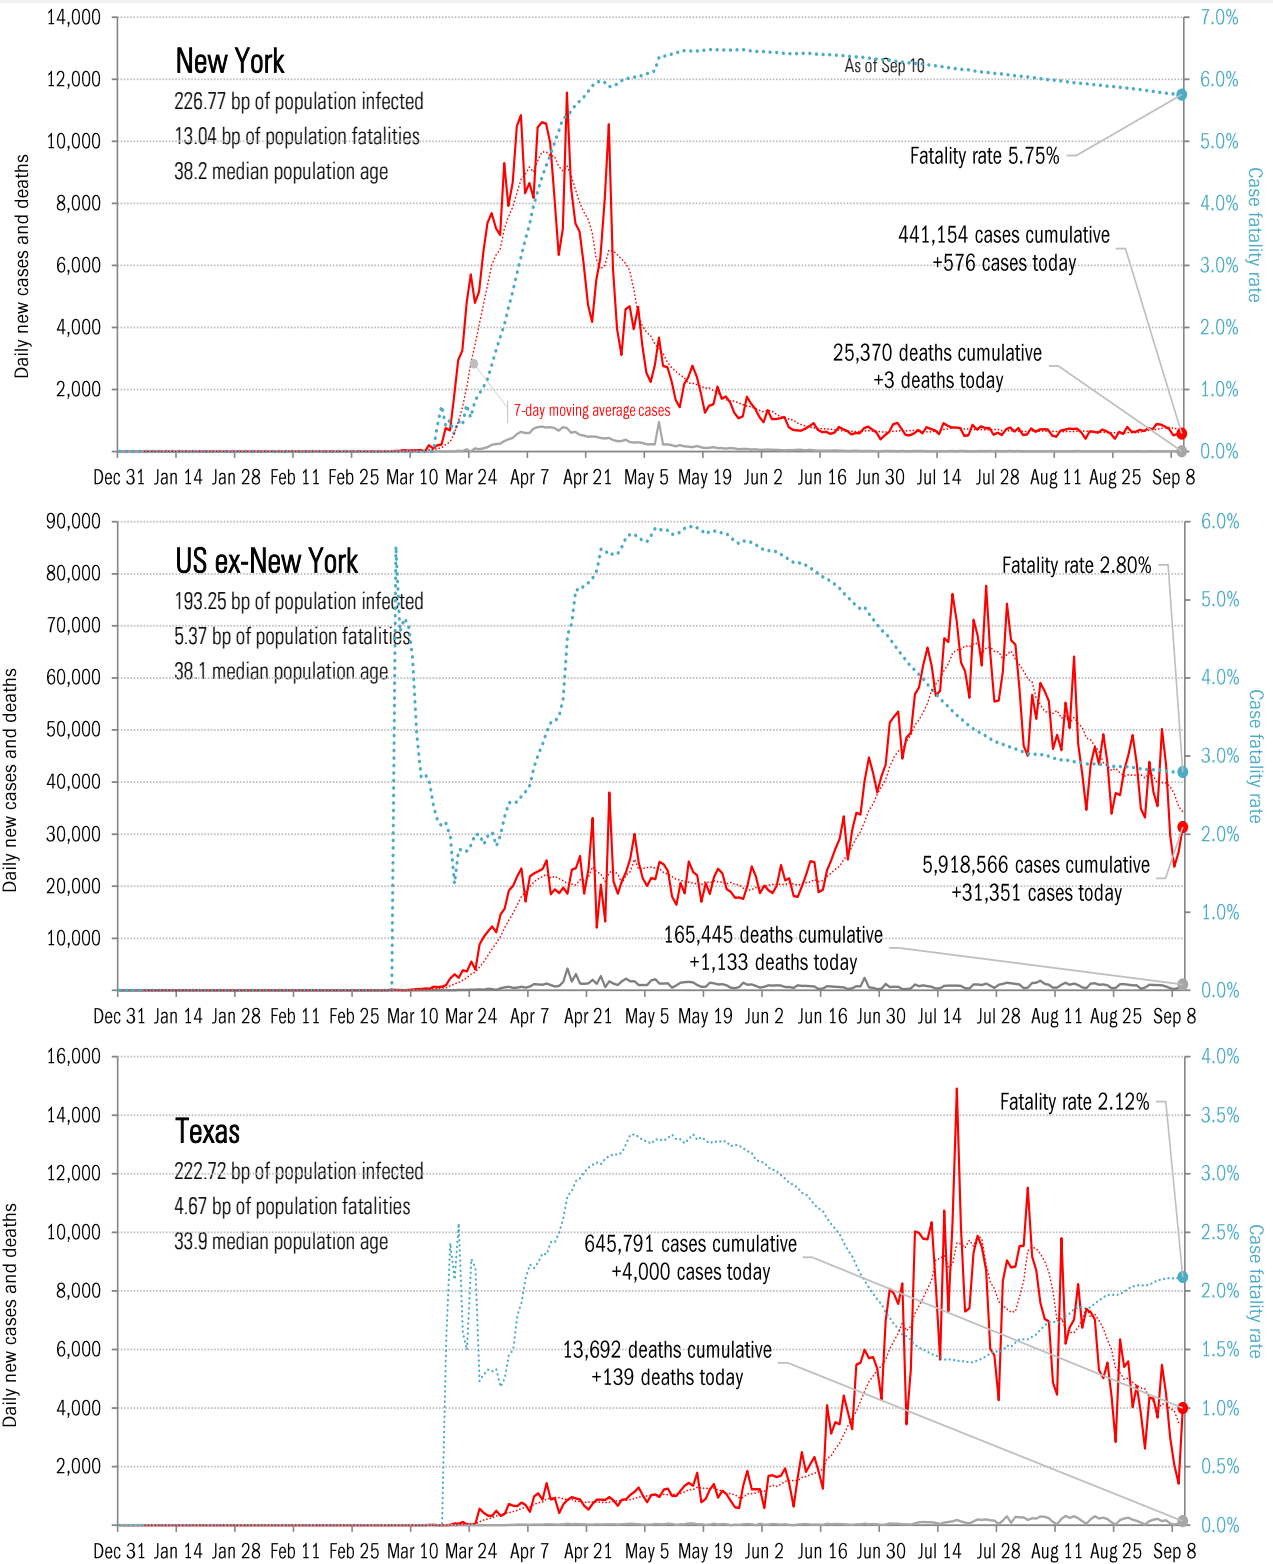 14,000
12,000
10,000
8,000
6,000
4,000
2,000
Daily new cases and deaths
New York
226.77 bp of population infected
13.04 bp of population fatalities
38.2 median population age
As of Sep 10
Fatality rate 5.75%
441,154 cases cumulative
+576 cases today
25,370 deaths cumulative
+3 deaths today
7-day moving average cases
7.0%
6.0%
5.0%
4.0%
3.0%
2.0%
1.0%
0.0%
Case fatality rate
Dec 31 Jan 14 Jan 28 Feb 11 Feb 25 Mar 10 Mar 24 Apr 7 Apr 21 May 5 May 19 Jun 2 Jun 16 Jun 30 Jul 14 Jul 28 Aug 11 Aug 25 Sep 8
90,000
80,000
70,000
60,000
50,000
40,000
30,000
20,000
10,000
Daily new cases and deaths
US ex-New York
193.25 bp of population infected
5.37 bp of population fatalities
38.1 median population age
Fatality rate 2.80%
5,918,566 cases cumulative
+31,351 cases today
165,445 deaths cumulative
+1,133 deaths today
6.0%
5.0%
4.0%
3.0%
2.0%
1.0%
0.0%
Case fatality rate
Dec 31 Jan 14 Jan 28 Feb 11 Feb 25 Mar 10 Mar 24 Apr 7 Apr 21 May 5 May 19 Jun 2 Jun 16 Jun 30 Jul 14 Jul 28 Aug 11 Aug 25 Sep 8
16,000
14,000
12,000
10,000
8,000
6,000
4,000
2,000
Daily new cases and deaths
Texas
222.72 bp of population infected
4.67 bp of population fatalities
33.9 median population age
Fatality rate 2.12%
645,791 cases cumulative
+4,000 cases today
13,692 deaths cumulative
+139 deaths today
4.0%
3.5%
3.0%
2.5%
2.0%
1.5%
1.0%
0.5%
0.0%
Case fatality rate
Dec 31 Jan 14 Jan 28 Feb 11 Feb 25 Mar 10 Mar 24 Apr 7 Apr 21 May 5 May 19 Jun 2 Jun 16 Jun 30 Jul 14 Jul 28 Aug 11 Aug 25 Sep 8